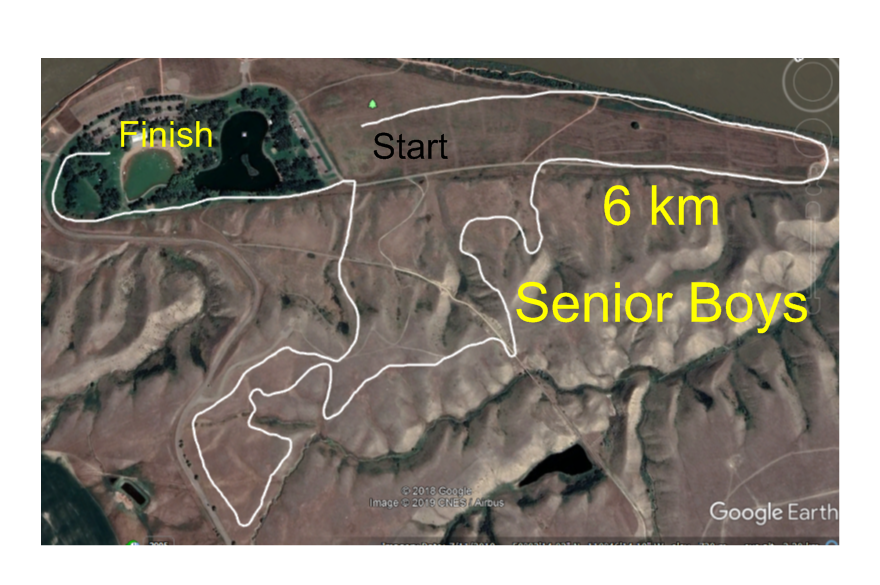 Finish
Start
6 km
Senior Boys
© 2018 Google
Image © 2019 CNES / Airbus
Google Earth